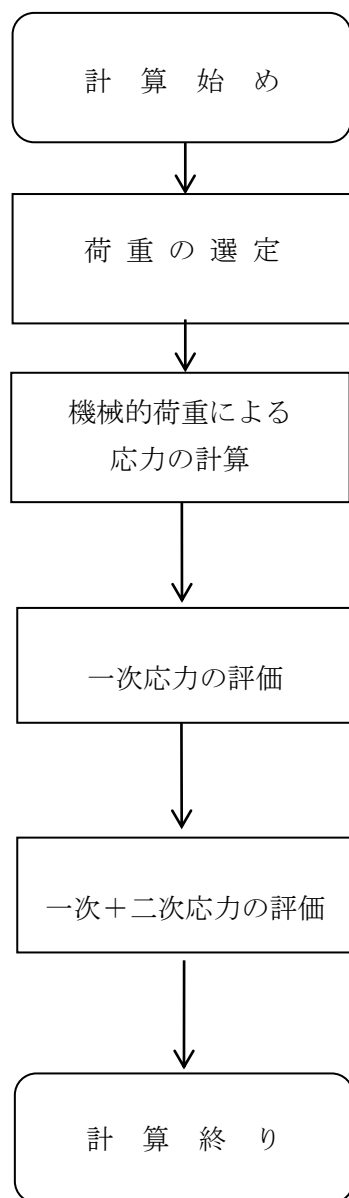 計 算 始 め
荷 重 の 選 定
機械的荷重による
応力の計算
一次応力の評価
一次＋二次応力の評価
計 算 終 り